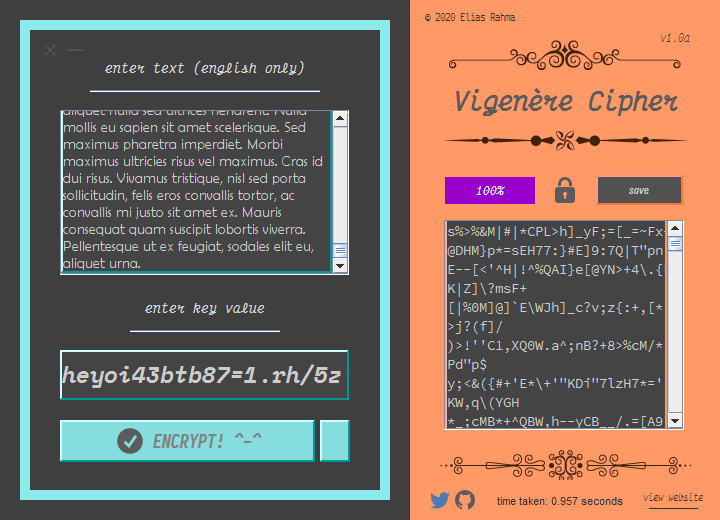 enter text (english only)
aliquet nulla sed ultrices hendrerit. Nulla
mollis eu sapien sit amet scelerisque. Sed
maximus pharetra imperdiet. Morbi
maximus ultricies risus vel maximus. Cras id
dui risus. Vivamus tristique, nisl sed porta
sollicitudin, felis eros convallis tortor, ac
convallis mi justo sit amet ex. Mauris
consequat quam suscipit lobortis viverra.
Pellentesque ut ex feugiat, sodales elit eu,
aliquet urna.
enter key value
heyoi43btb87=1.rh/5z
ENCRYPT! ^-^
© 2020 Elias Rahma
v1.0a
Vigenère Cipher
100%
save
s%>%&M|#|*CPL>h]_yF;=[_=~Fx
@DHM}p*=sEH77:}#E]9:7Q|T"pn
E--[<'^H|!^%QAI}e[@YN>+4\.{
K|Z]\?msF+
[|%0M]@]`E\WJh]_c?v;z{:+,[*
>j?(f]/
)>!''C1,XQ0W.a^;nB?+8>%cM/*
Pd"p$
y;<&({#+'E*\+'"KDi"7lzH7*='
KW,q\(YGH
*_;cMB*+^QBW,h--yCB__/.=[A9
time taken: 0.957 seconds
view website